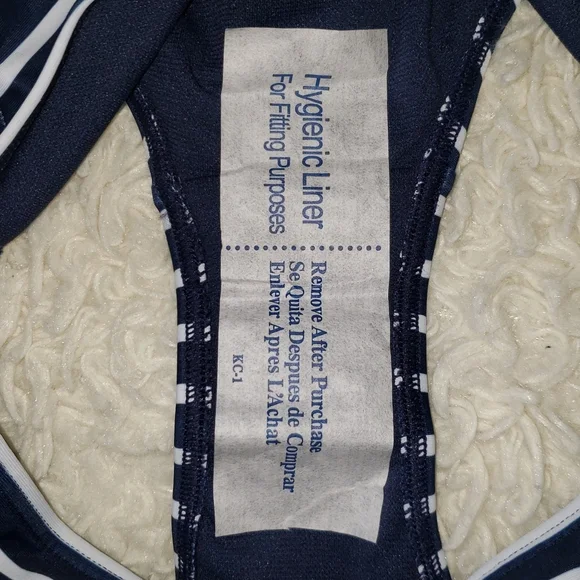 Hygienic Liner
For Fitting Purposes
Remove After Purchase
Se Quita Despues de Comprar
Enlever Apres L'Achat
KC-1